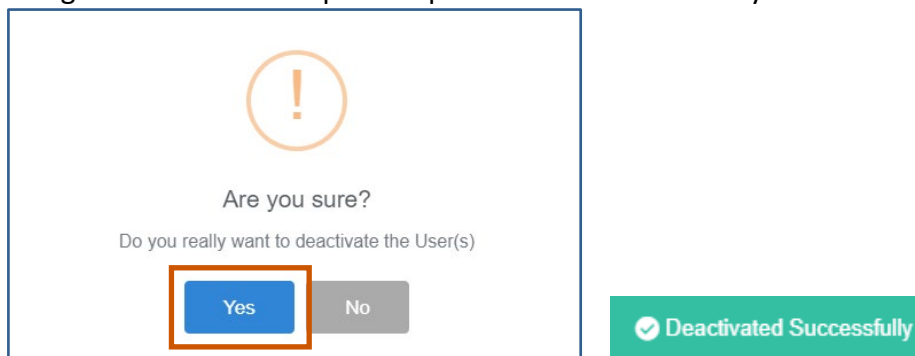 !
Are you sure?
Do you really want to deactivate the User(s)
Yes No
Deactivated Successfully